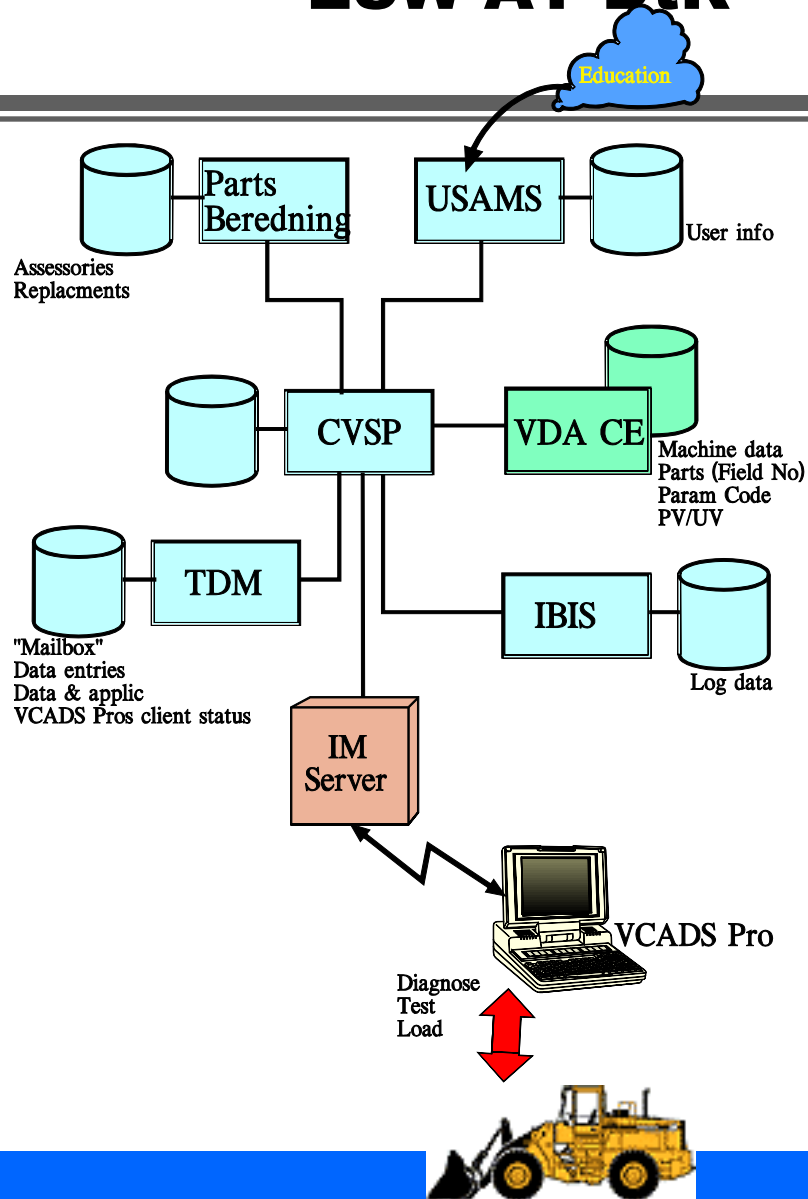 Education
Parts
Beredning
USAMS
User info
Assessories
Replacments
CVSP
VDA CE
Machine data
Parts (Field No)
Param Code
PV/UV
TDM
IBIS
"Mailbox"
Data entries
Data & applic
VCADS Pros client status
Log data
IM
Server
VCADS Pro
Diagnose
Test
Load